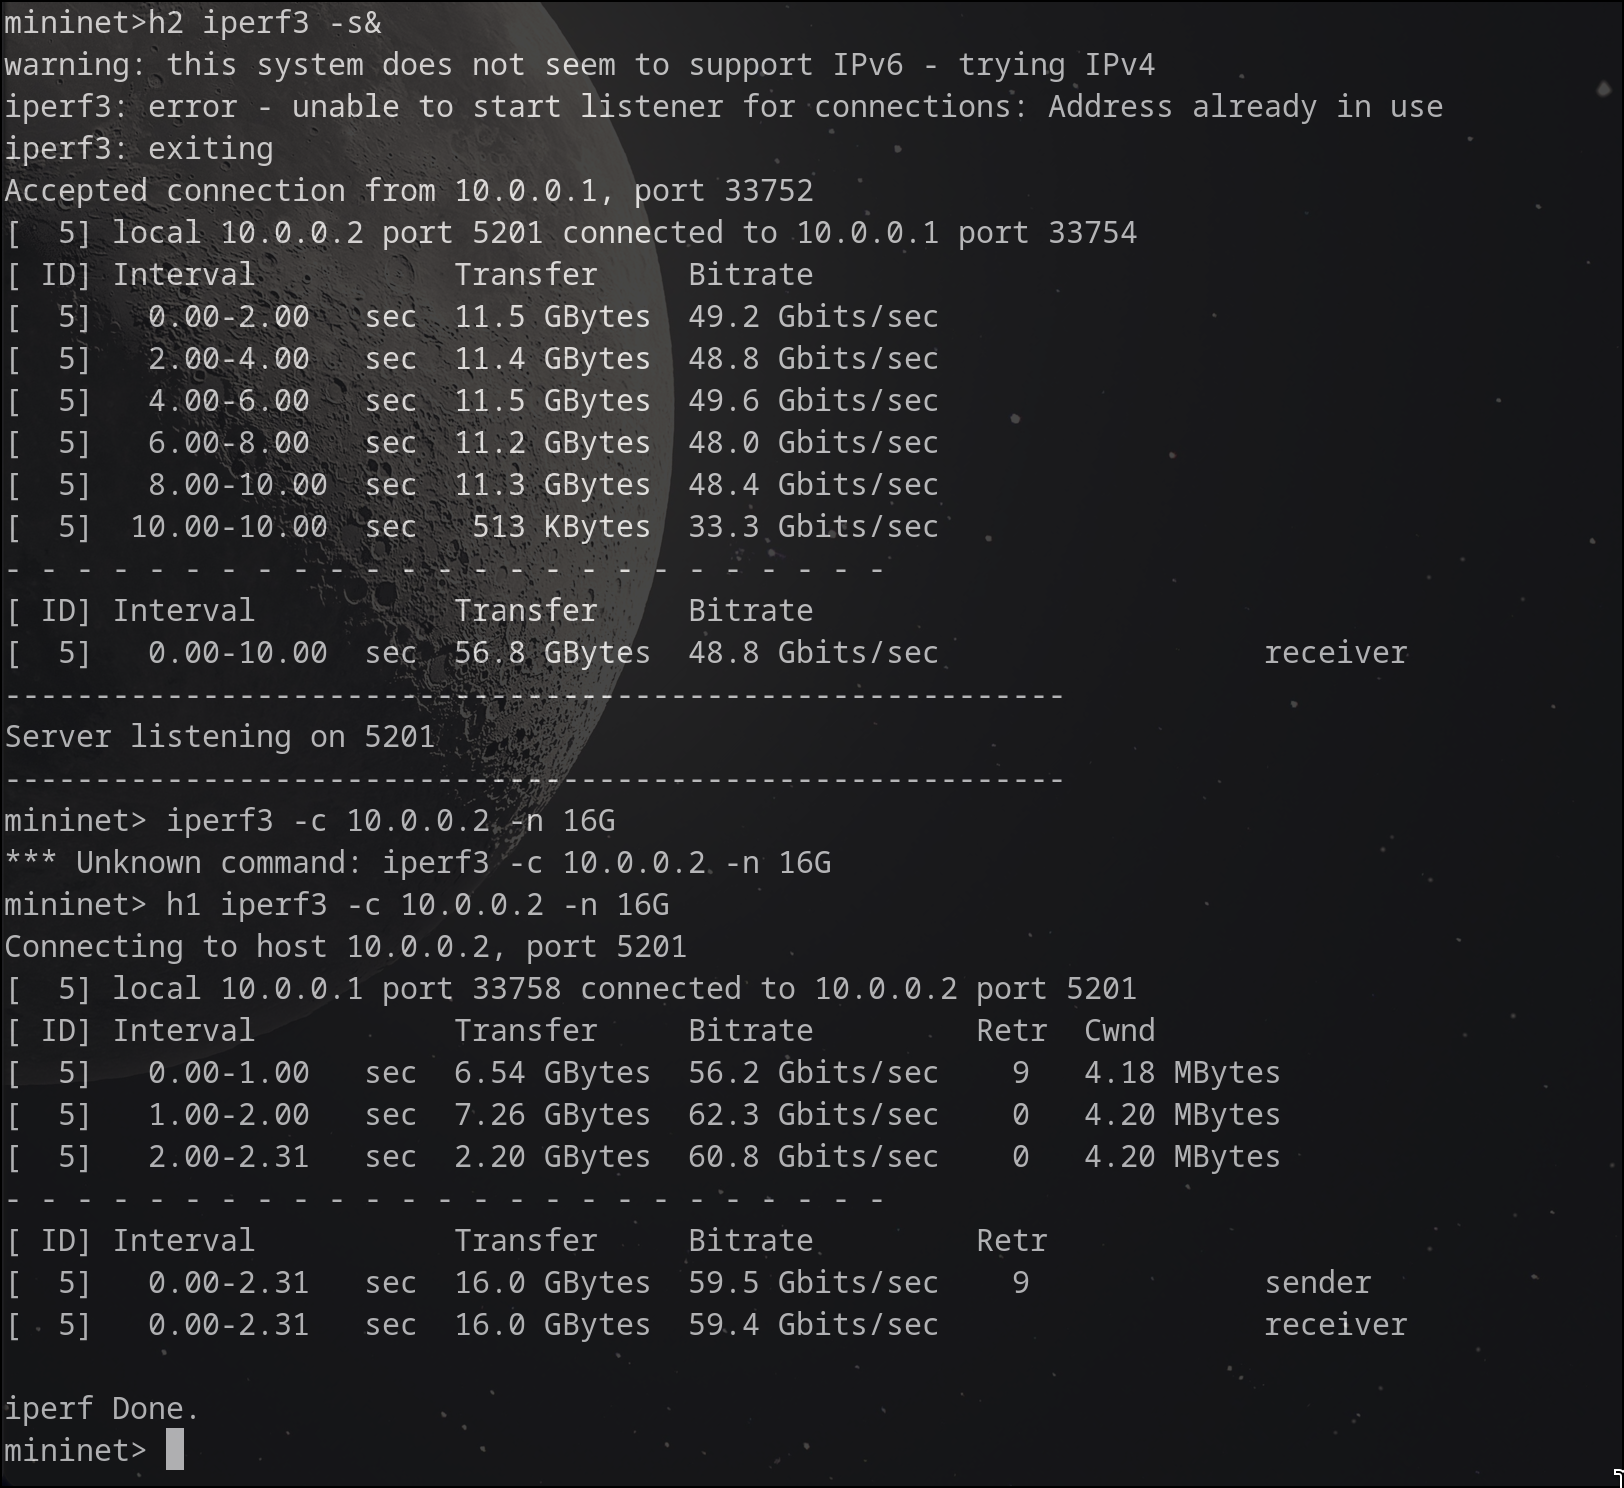 mininet>h2 iperf3 -s&
warning: this system does not seem to support IPv6 - trying IPv4
iperf3: error - unable to start listener for connections: Address already in use
iperf3: exiting
Accepted connection from 10.0.0.1, port 33752
[  5] local 10.0.0.2 port 5201 connected to 10.0.0.1 port 33754
[ ID] Interval           Transfer     Bitrate
[  5]   0.00-2.00   sec  11.5 GBytes  49.2 Gbits/sec
[  5]   2.00-4.00   sec  11.4 GBytes  48.8 Gbits/sec
[  5]   4.00-6.00   sec  11.5 GBytes  49.6 Gbits/sec
[  5]   6.00-8.00   sec  11.2 GBytes  48.0 Gbits/sec
[  5]   8.00-10.00  sec  11.3 GBytes  48.4 Gbits/sec
[  5]  10.00-10.00  sec   513 KBytes  33.3 Gbits/sec
- - - - - - - - - - - - - - - - - - - - - - - - -
[ ID] Interval           Transfer     Bitrate
[  5]   0.00-10.00  sec  56.8 GBytes  48.8 Gbits/sec                  receiver
-----------------------------------------------------------
Server listening on 5201
-----------------------------------------------------------
mininet> iperf3 -c 10.0.0.2 -n 16G
*** Unknown command: iperf3 -c 10.0.0.2 -n 16G
mininet> h1 iperf3 -c 10.0.0.2 -n 16G
Connecting to host 10.0.0.2, port 5201
[  5] local 10.0.0.1 port 33758 connected to 10.0.0.2 port 5201
[ ID] Interval           Transfer     Bitrate         Retr  Cwnd
[  5]   0.00-1.00   sec  6.54 GBytes  56.2 Gbits/sec    9   4.18 MBytes
[  5]   1.00-2.00   sec  7.26 GBytes  62.3 Gbits/sec    0   4.20 MBytes
[  5]   2.00-2.31   sec  2.20 GBytes  60.8 Gbits/sec    0   4.20 MBytes
- - - - - - - - - - - - - - - - - - - - - - - - -
[ ID] Interval           Transfer     Bitrate         Retr
[  5]   0.00-2.31   sec  16.0 GBytes  59.5 Gbits/sec    9             sender
[  5]   0.00-2.31   sec  16.0 GBytes  59.4 Gbits/sec                  receiver
iperf Done.
mininet>